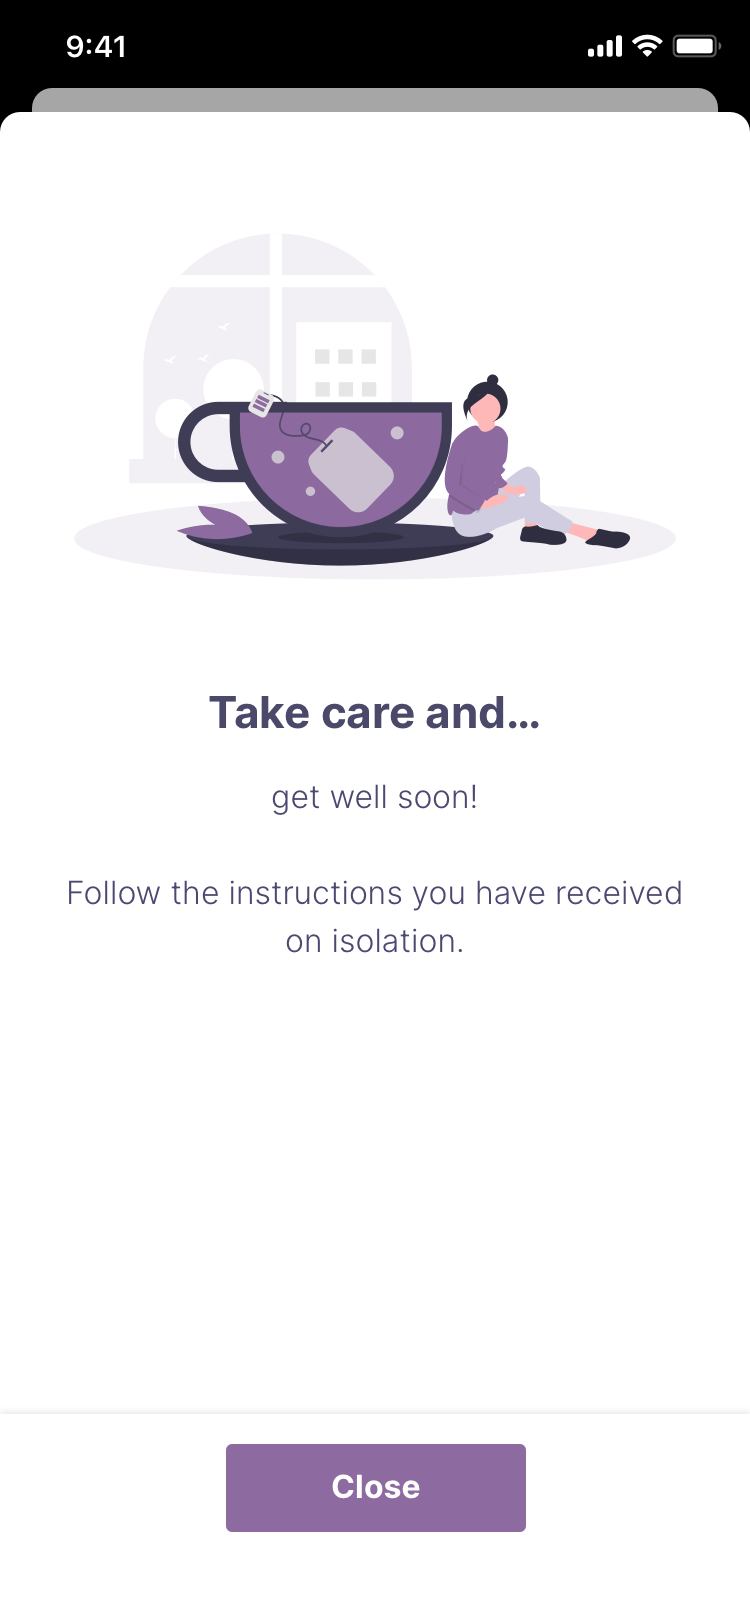 9:41
Take care and...
get well soon!
Follow the instructions you have received
on isolation.
Close